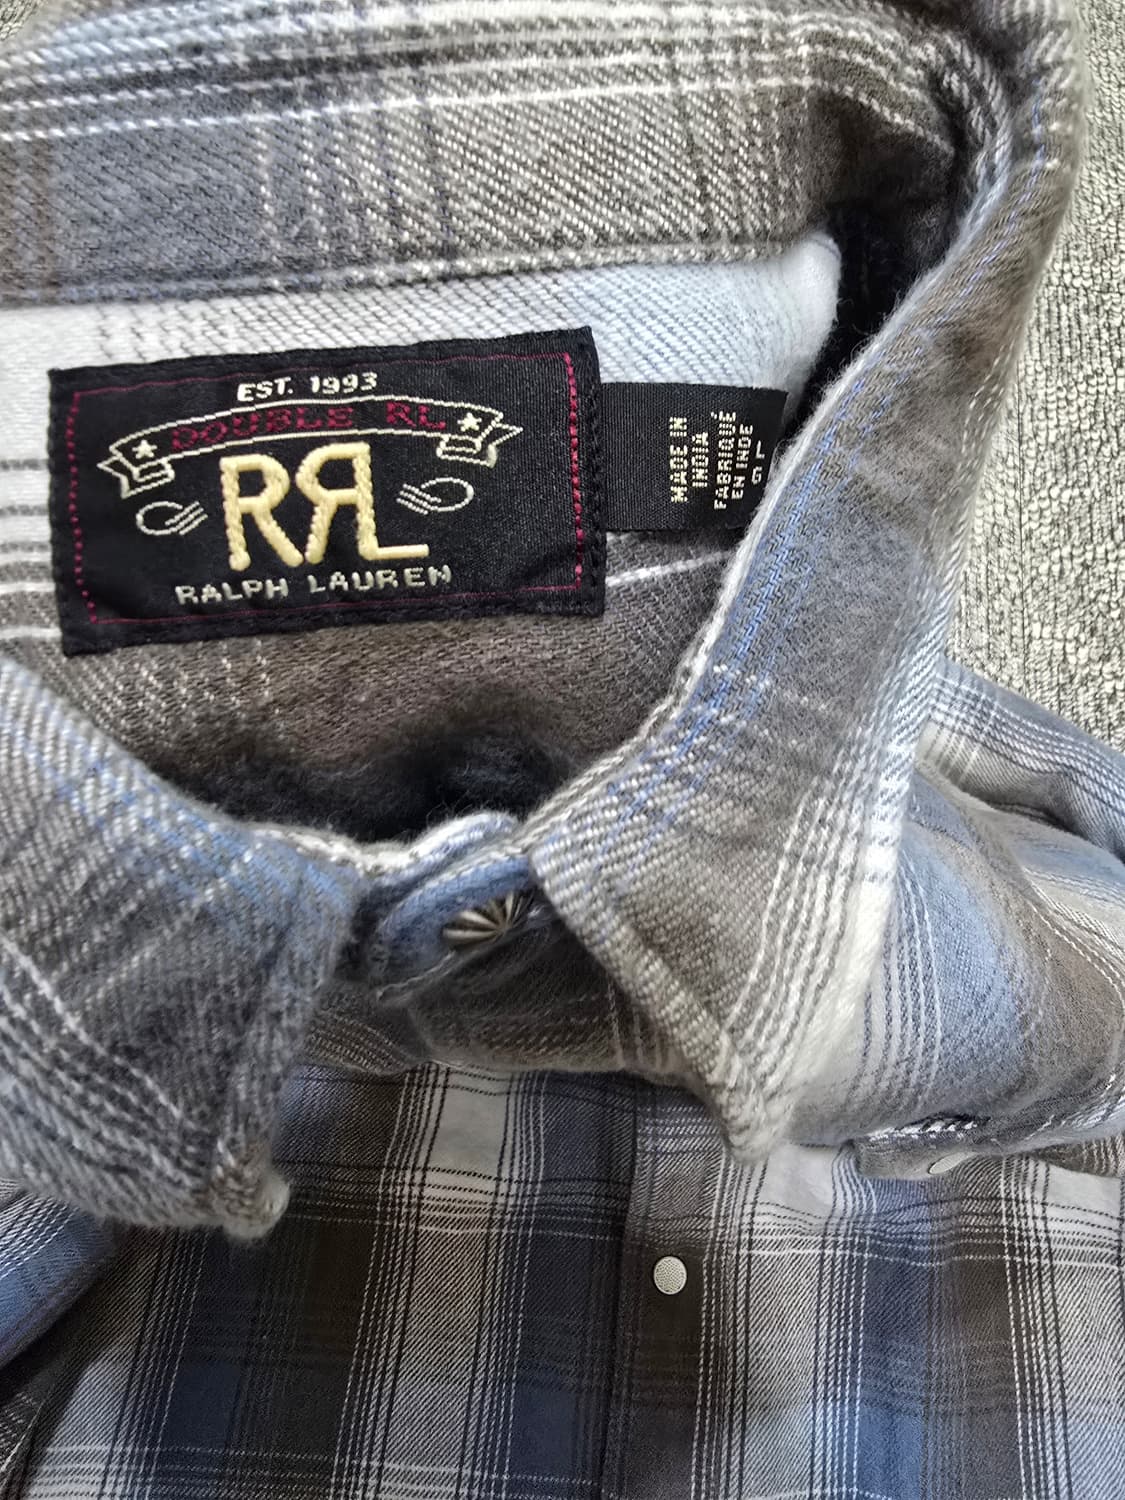 EST. 1993
DOUBLE RL
RRL
RALPH LAUREN
MADE IN
INDIA
FABRIQUÉ
EN INDE